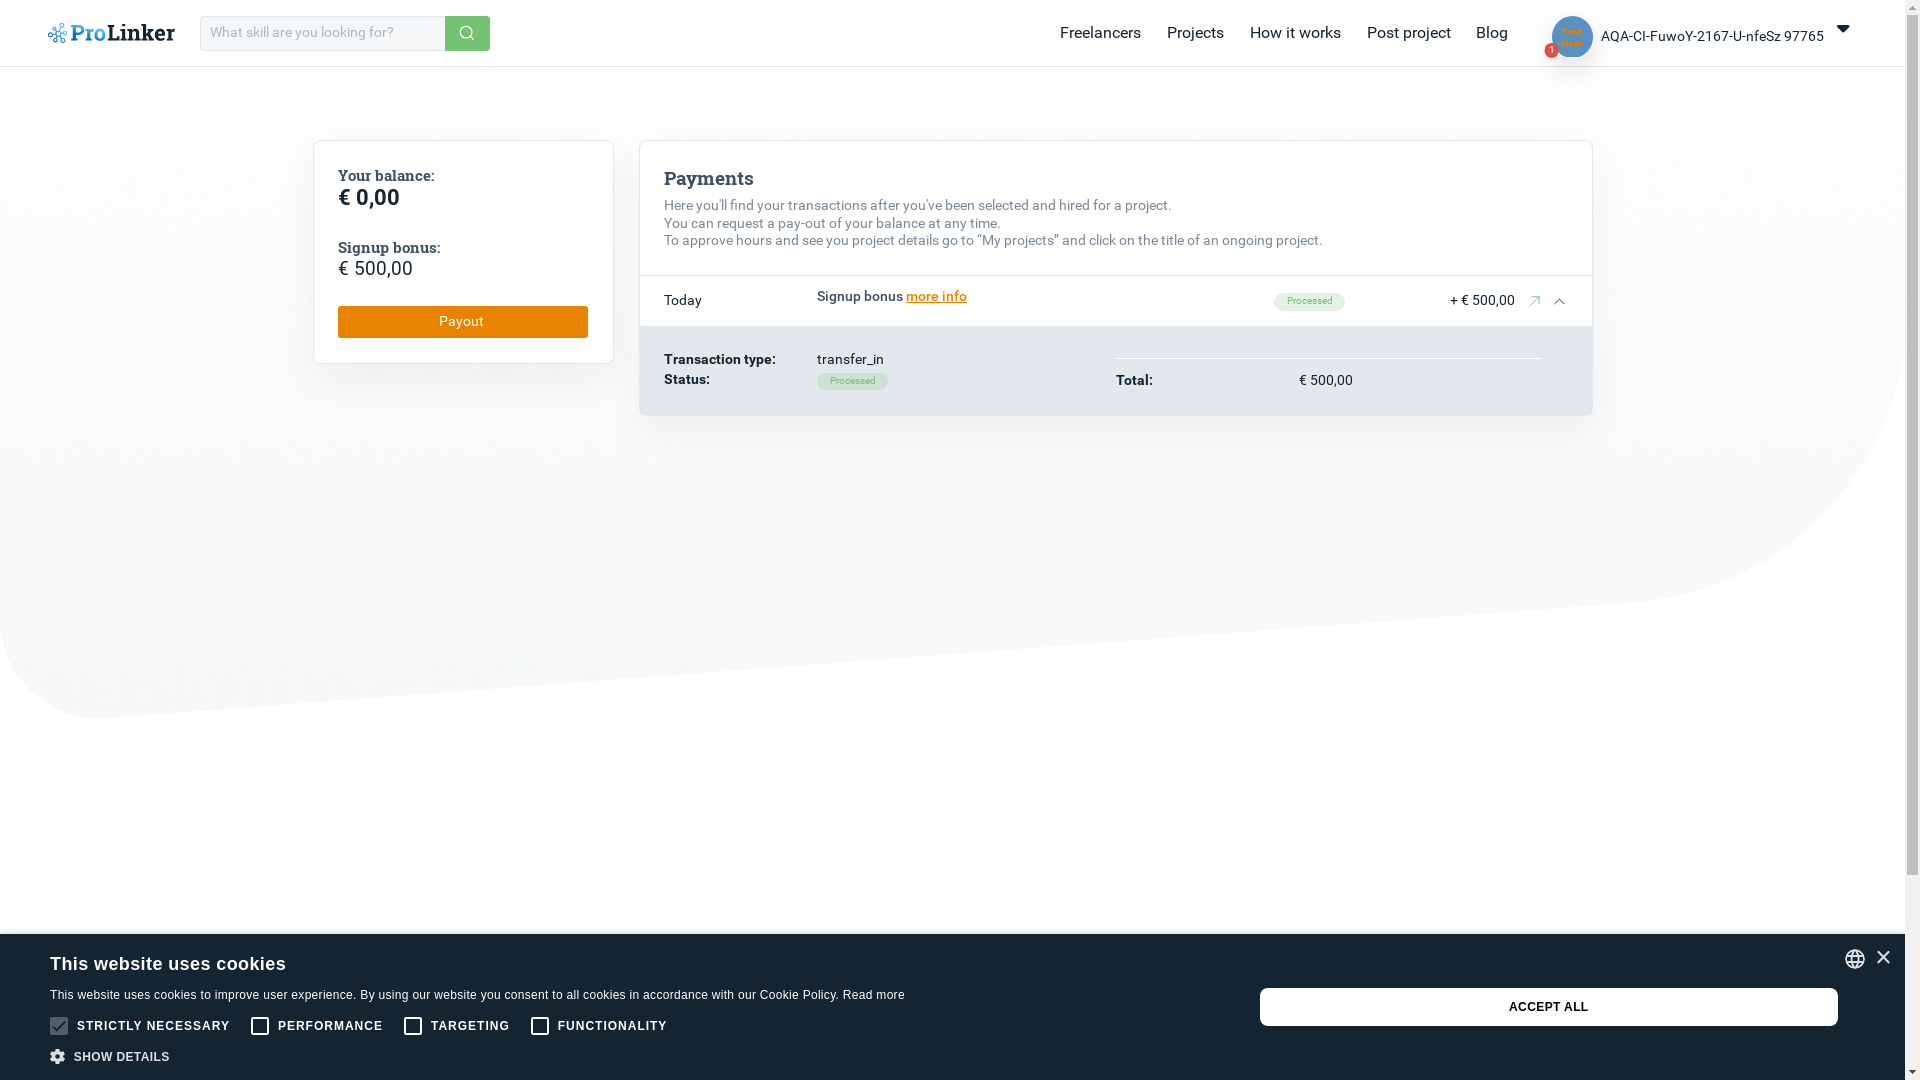 ProLinker
What skill are you looking for?
Freelancers
Projects
How it works
Post project
Blog
Test
User
1
AQA-CI-FuwoY-2167-U-nfeSz 97765
Your balance:
€ 0,00
Signup bonus:
€ 500,00
Payout
Payments
Here you'll find your transactions after you've been selected and hired for a project.
You can request a pay-out of your balance at any time.
To approve hours and see you project details go to “My projects” and click on the title of an ongoing project.
Today
Signup bonus more info
Processed
+ € 500,00
Transaction type:
transfer_in
Status:
Processed
Total:
€ 500,00
This website uses cookies
This website uses cookies to improve user experience. By using our website you consent to all cookies in accordance with our Cookie Policy. Read more
STRICTLY NECESSARY
PERFORMANCE
TARGETING
FUNCTIONALITY
SHOW DETAILS
ACCEPT ALL